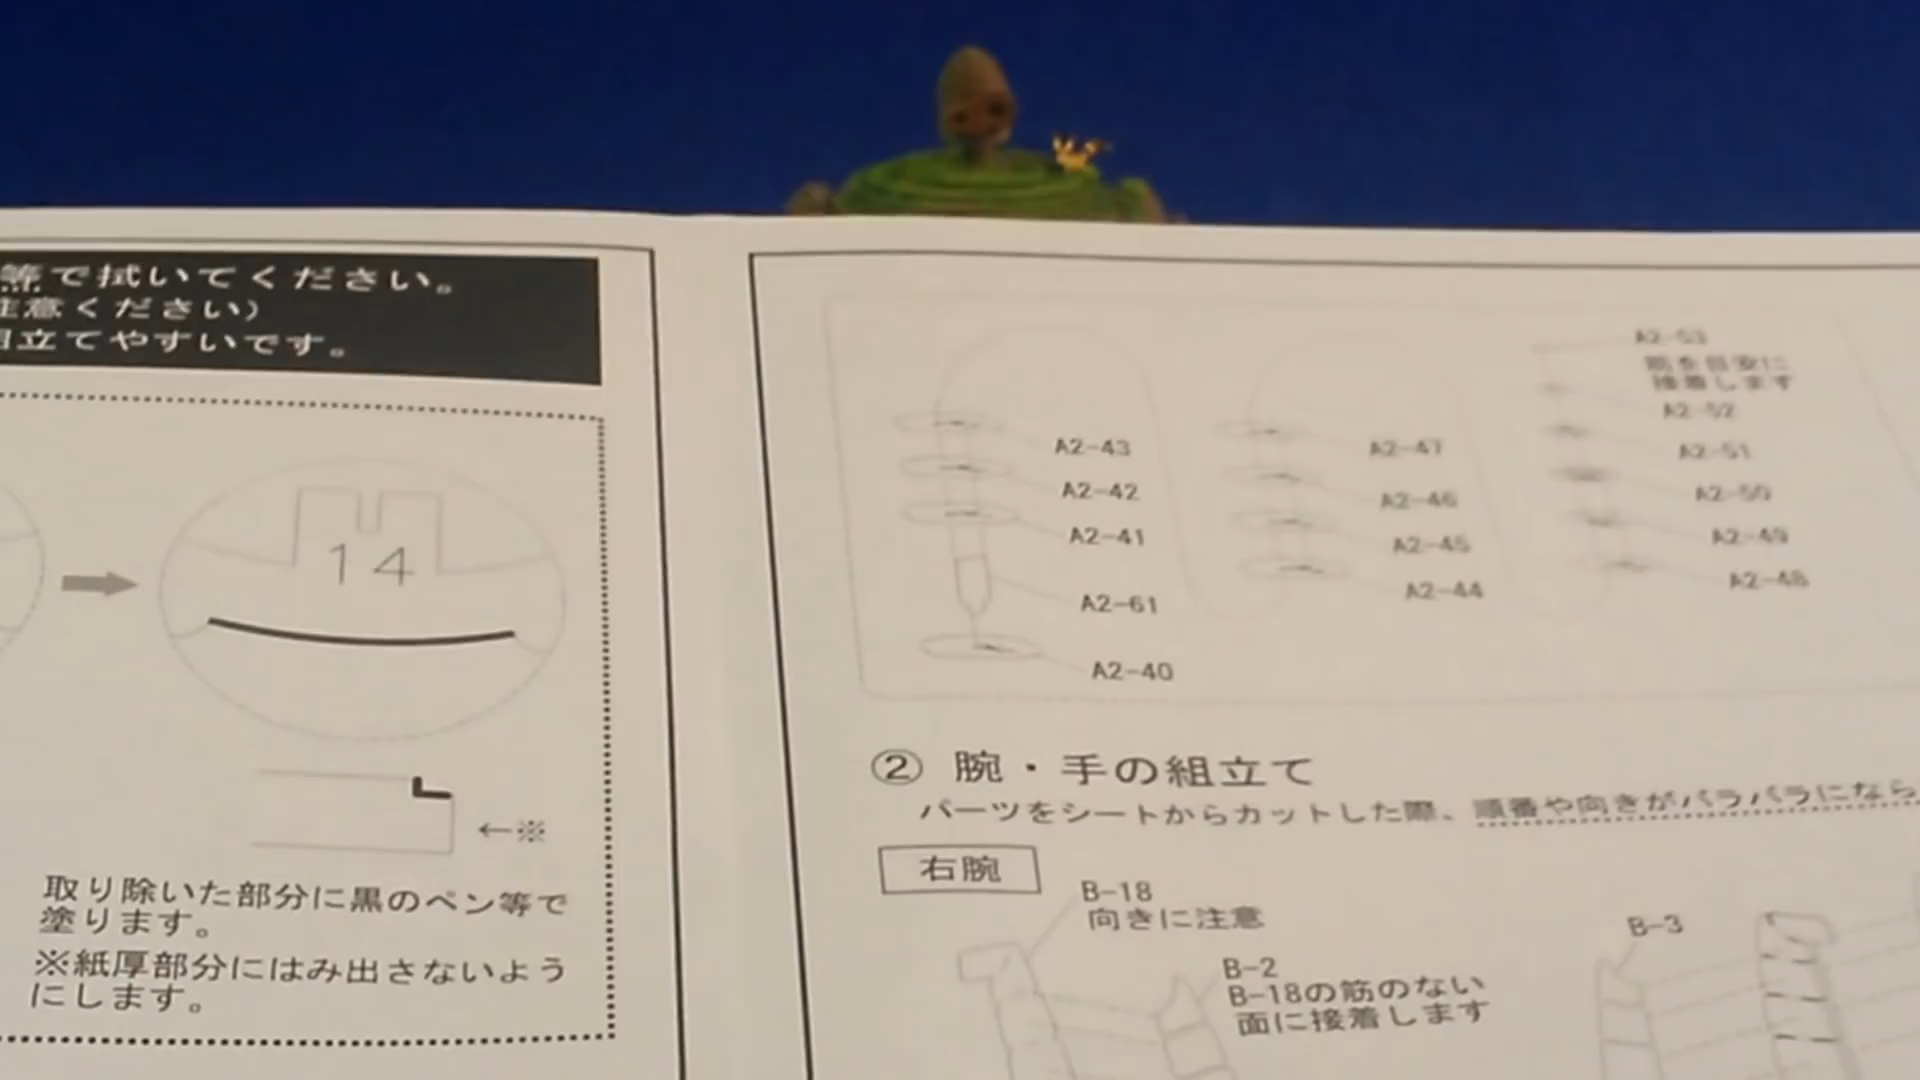 等で拭いてください。
注意ください)
組立てやすいです。
14
←※
取り除いた部分に黒のペン等で
塗ります。
※紙厚部分にはみ出さないよう
にします。
A2-43
A2-42
A2-41
A2-61
A2-40
A2-47
A2-46
A2-45
A2-44
A2-53
筋を目安に
接着します
A2-52
A2-51
A2-50
A2-49
A2-48
② 腕・手の組立て
パーツをシートからカットした際、順番や向きがバラバラになら
右腕
B-18
向きに注意
B-2
B-18の筋のない
面に接着します
B-3